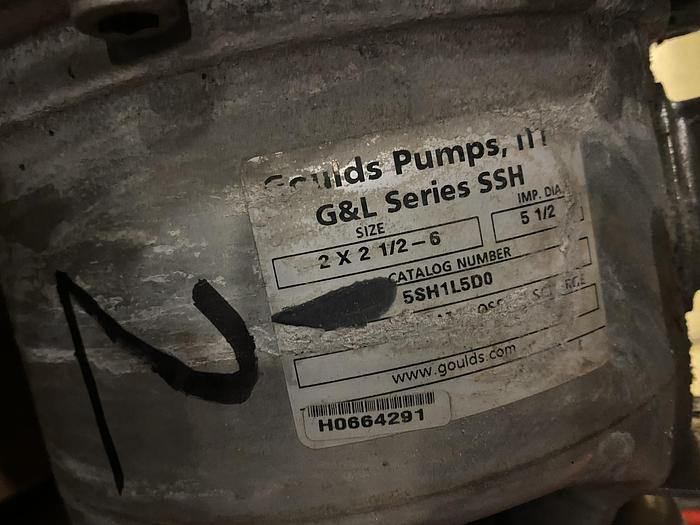 Goulds Pumps, ITT
G&L Series SSH
SIZE
IMP. DIA.
2 X 2 1/2-6
5 1/2
CATALOG NUMBER
5SH1L5D0
www.goulds.com
H0664291
N